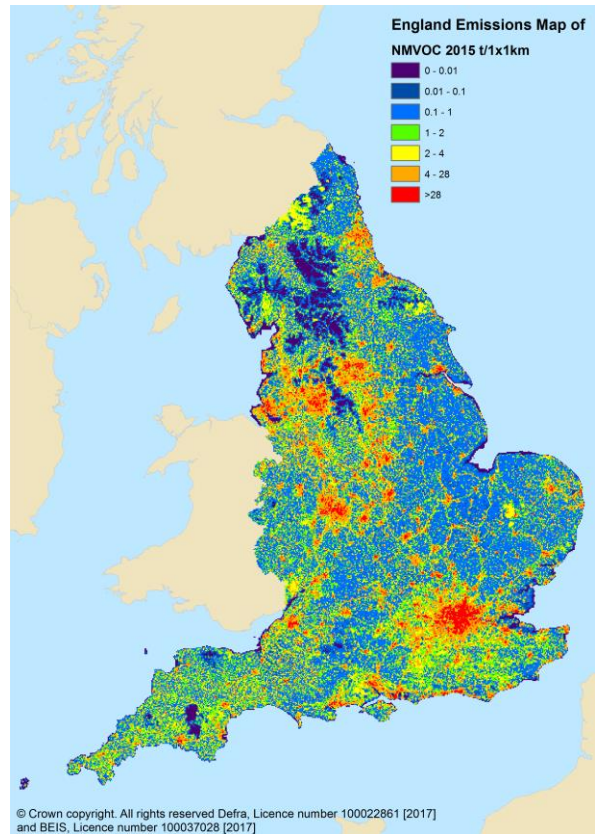 England Emissions Map of
NMVOC 2015 t/1x1km
0 - 0.01
0.01 - 0.1
0.1 - 1
1 - 2
2 - 4
4 - 28
>28
© Crown copyright. All rights reserved Defra, Licence number 100022861 [2017]
and BEIS, Licence number 100037028 [2017]